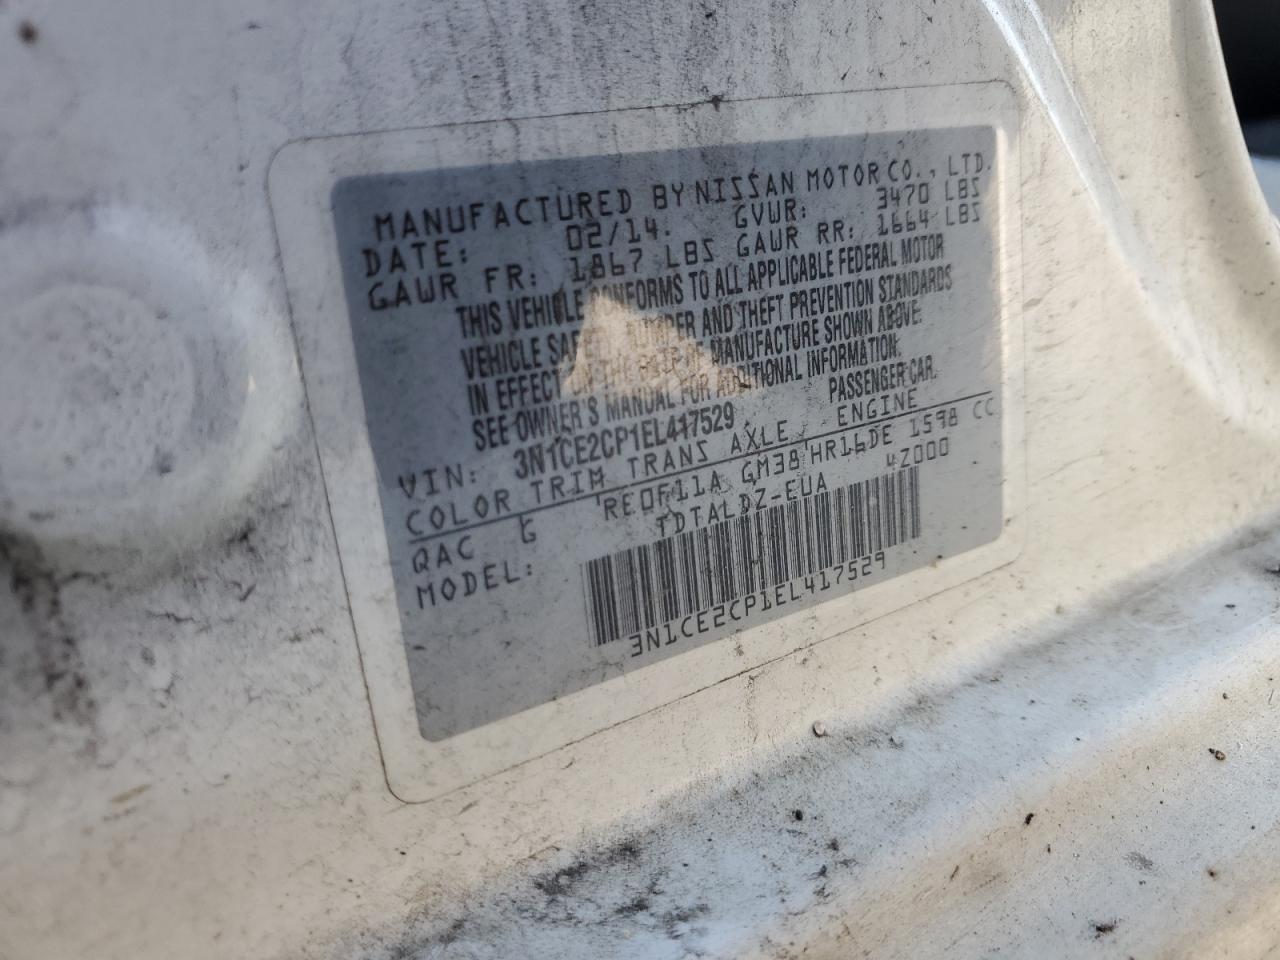 MANUFACTURED BY NISSAN MOTOR CO., LTD.
DATE: 02/14. GVWR: 3470 LBS
GAWR FR: 1867 LBS GAWR RR: 1664 LBS
THIS VEHICLE CONFORMS TO ALL APPLICABLE FEDERAL MOTOR
VEHICLE SAFETY, BUMPER AND THEFT PREVENTION STANDARDS
IN EFFECT ON THE DATE OF MANUFACTURE SHOWN ABOVE.
SEE OWNER'S MANUAL FOR ADDITIONAL INFORMATION.
VIN: 3N1CE2CP1EL417529 PASSENGER CAR.
COLOR TRIM TRANS AXLE ENGINE
QAC G RE0F11A GM38 HR16DE 1598 CC
MODEL: TDTALDZ-EUA 4Z000
3N1CE2CP1EL417529